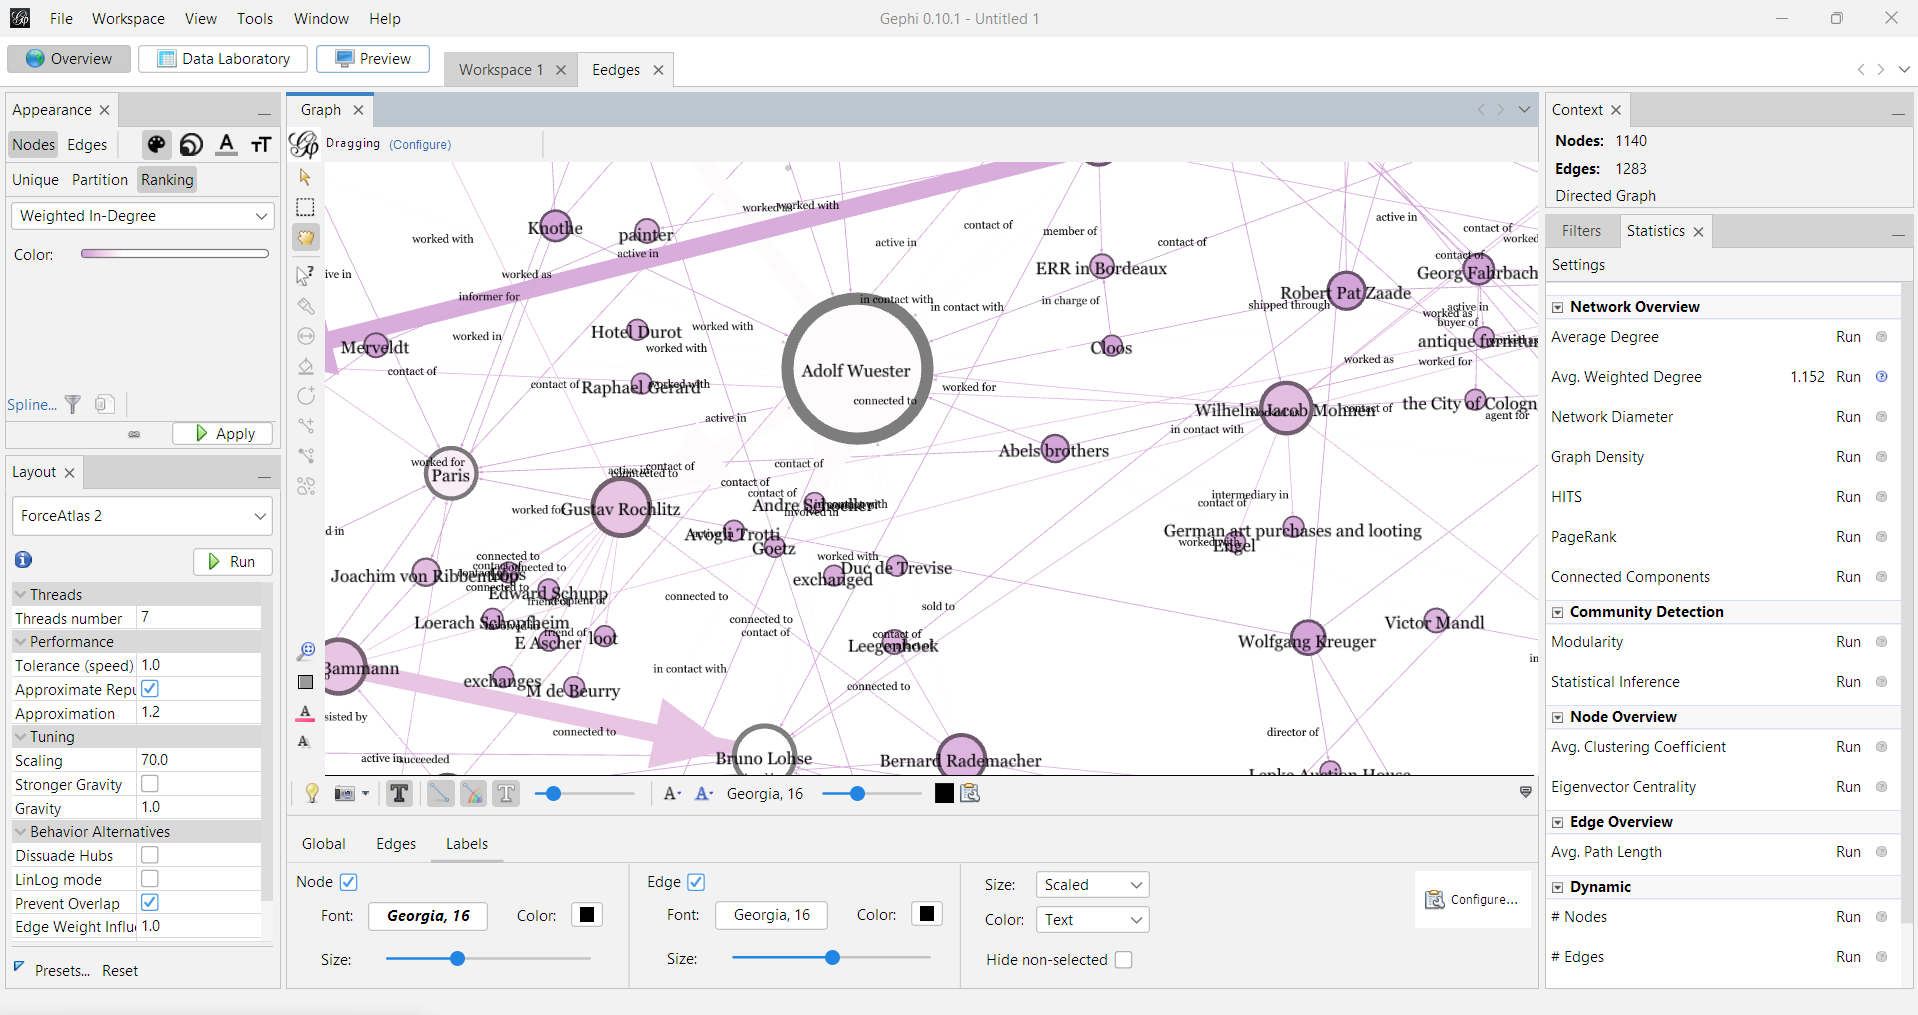 File Workspace View Tools Window Help
Gephi 0.10.1 - Untitled 1
Overview Data Laboratory Preview
Workspace 1 Eedges
Appearance
Nodes Edges
Unique Partition Ranking
Weighted In-Degree
Color:
Spline...
Apply
Layout
ForceAtlas 2
Run
Threads
Threads number 7
Performance
Tolerance (speed) 1.0
Approximate Repu
Approximation 1.2
Tuning
Scaling 70.0
Stronger Gravity
Gravity 1.0
Behavior Alternatives
Dissuade Hubs
LinLog mode
Prevent Overlap
Edge Weight Influ 1.0
Presets... Reset
Graph
Dragging (Configure)
worked with
contact of
member of
active in
contact of
Knothe
painter
worked with
active in
active in
contact of
contact of
worked as
informer for
ERR in Bordeaux
Georg Fahrbach
in contact with
in contact with
in charge of
Robert Pat Zaade
shipped through
active in
worked as
buyer of
Hotel Durot
worked with
worked with
worked in
Merveldt
contact of
Adolf Wuester
connected to
Cloos
antique furnitur
worked as
worked for
contact of
Raphael Gerard
worked with
worked for
active in
Wilhelm Jacob Mohnen
contact of
the City of Cologn
agent for
in contact with
Abels brothers
worked for
Paris
contact of
connected to
contact of
contact of
contact of
worked for
Gustav Rochlitz
Andre Schoeller
involved in
intermediary in
contact of
German art purchases and looting
Engel
Avogli Trotti
Goetz
worked with
Duc de Trevise
exchanged
connected to
connected to
Joachim von Ribbentrop
connected to
Edward Schupp
friend of
connected to
sold to
Loerach Schopfheim
E Ascher
friend of
loot
connected to
contact of
contact of
Leegenhoek
Wolfgang Kreuger
Victor Mandl
Bammann
in contact with
exchanges
M de Beurry
connected to
sisted by
connected to
director of
Bruno Lohse
Bernard Rademacher
active in
succeeded
Lepke Auction House
Georgia, 16
Global Edges Labels
Node
Font: Georgia, 16 Color:
Size:
Edge
Font: Georgia, 16 Color:
Size:
Size: Scaled
Color: Text
Hide non-selected
Configure...
Context
Nodes: 1140
Edges: 1283
Directed Graph
Filters Statistics
Settings
Network Overview
Average Degree Run
Avg. Weighted Degree 1.152 Run
Network Diameter Run
Graph Density Run
HITS Run
PageRank Run
Connected Components Run
Community Detection
Modularity Run
Statistical Inference Run
Node Overview
Avg. Clustering Coefficient Run
Eigenvector Centrality Run
Edge Overview
Avg. Path Length Run
Dynamic
# Nodes Run
# Edges Run